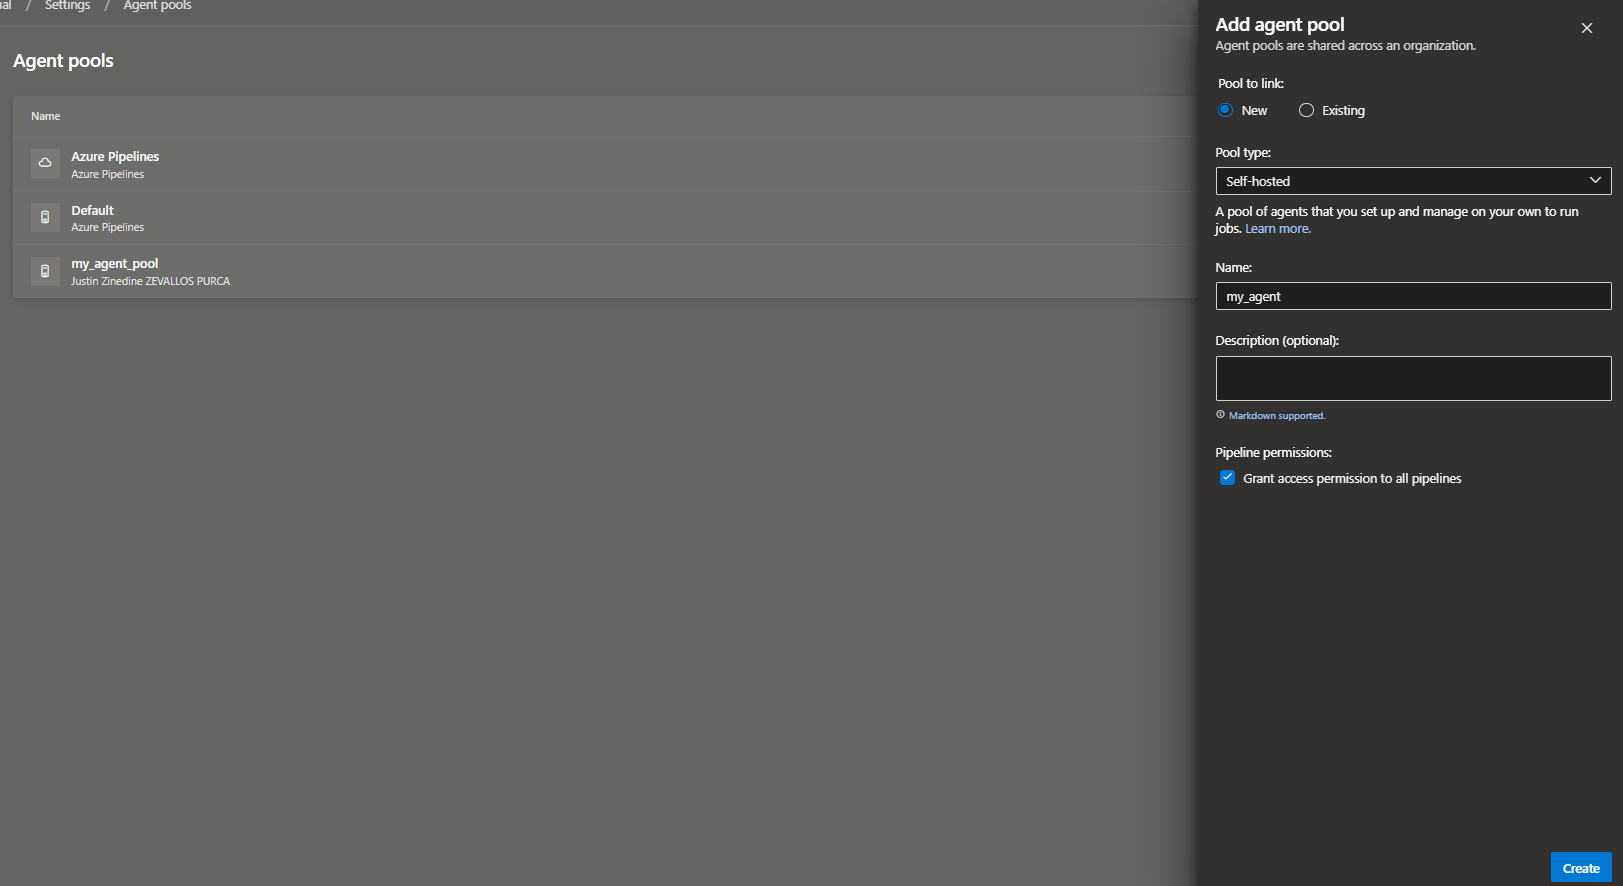 / Settings / Agent pools
Agent pools
Name
Azure Pipelines
Azure Pipelines
Default
Azure Pipelines
my_agent_pool
Justin Zinedine ZEVALLOS PURCA
Add agent pool
Agent pools are shared across an organization.
Pool to link:
New Existing
Pool type:
Self-hosted
A pool of agents that you set up and manage on your own to run
jobs. Learn more.
Name:
my_agent
Description (optional):
Markdown supported.
Pipeline permissions:
Grant access permission to all pipelines
Create